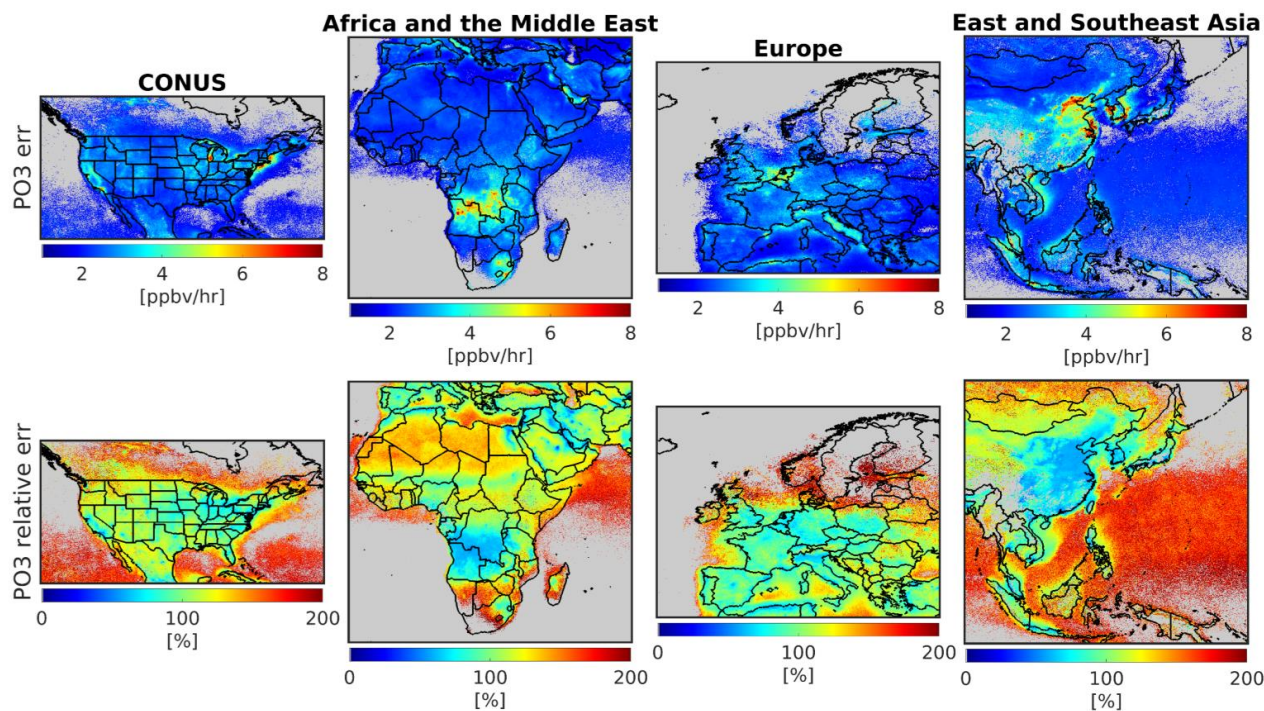 Africa and the Middle East
East and Southeast Asia
Europe
CONUS
PO3 err
2 4 6 8
[ppbv/hr]
2 4 6 8
[ppbv/hr]
2 4 6 8
[ppbv/hr]
2 4 6 8
[ppbv/hr]
PO3 relative err
0 100 200
[%]
0 100 200
[%]
0 100 200
[%]
0 100 200
[%]